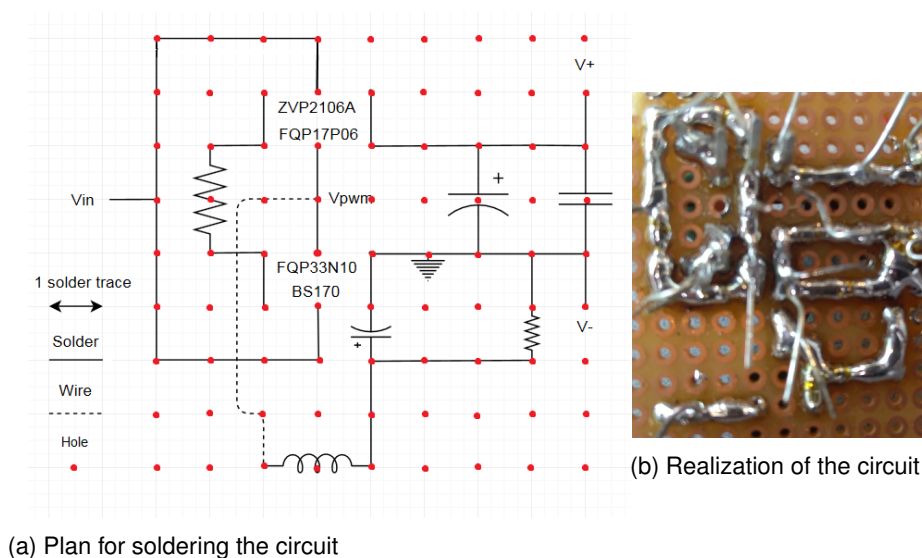 V+
ZVP2106A
FQP17P06
+
Vin
Vpwm
FQP33N10
BS170
1 solder trace
V-
+
Solder
Wire
Hole
(b) Realization of the circuit
(a) Plan for soldering the circuit